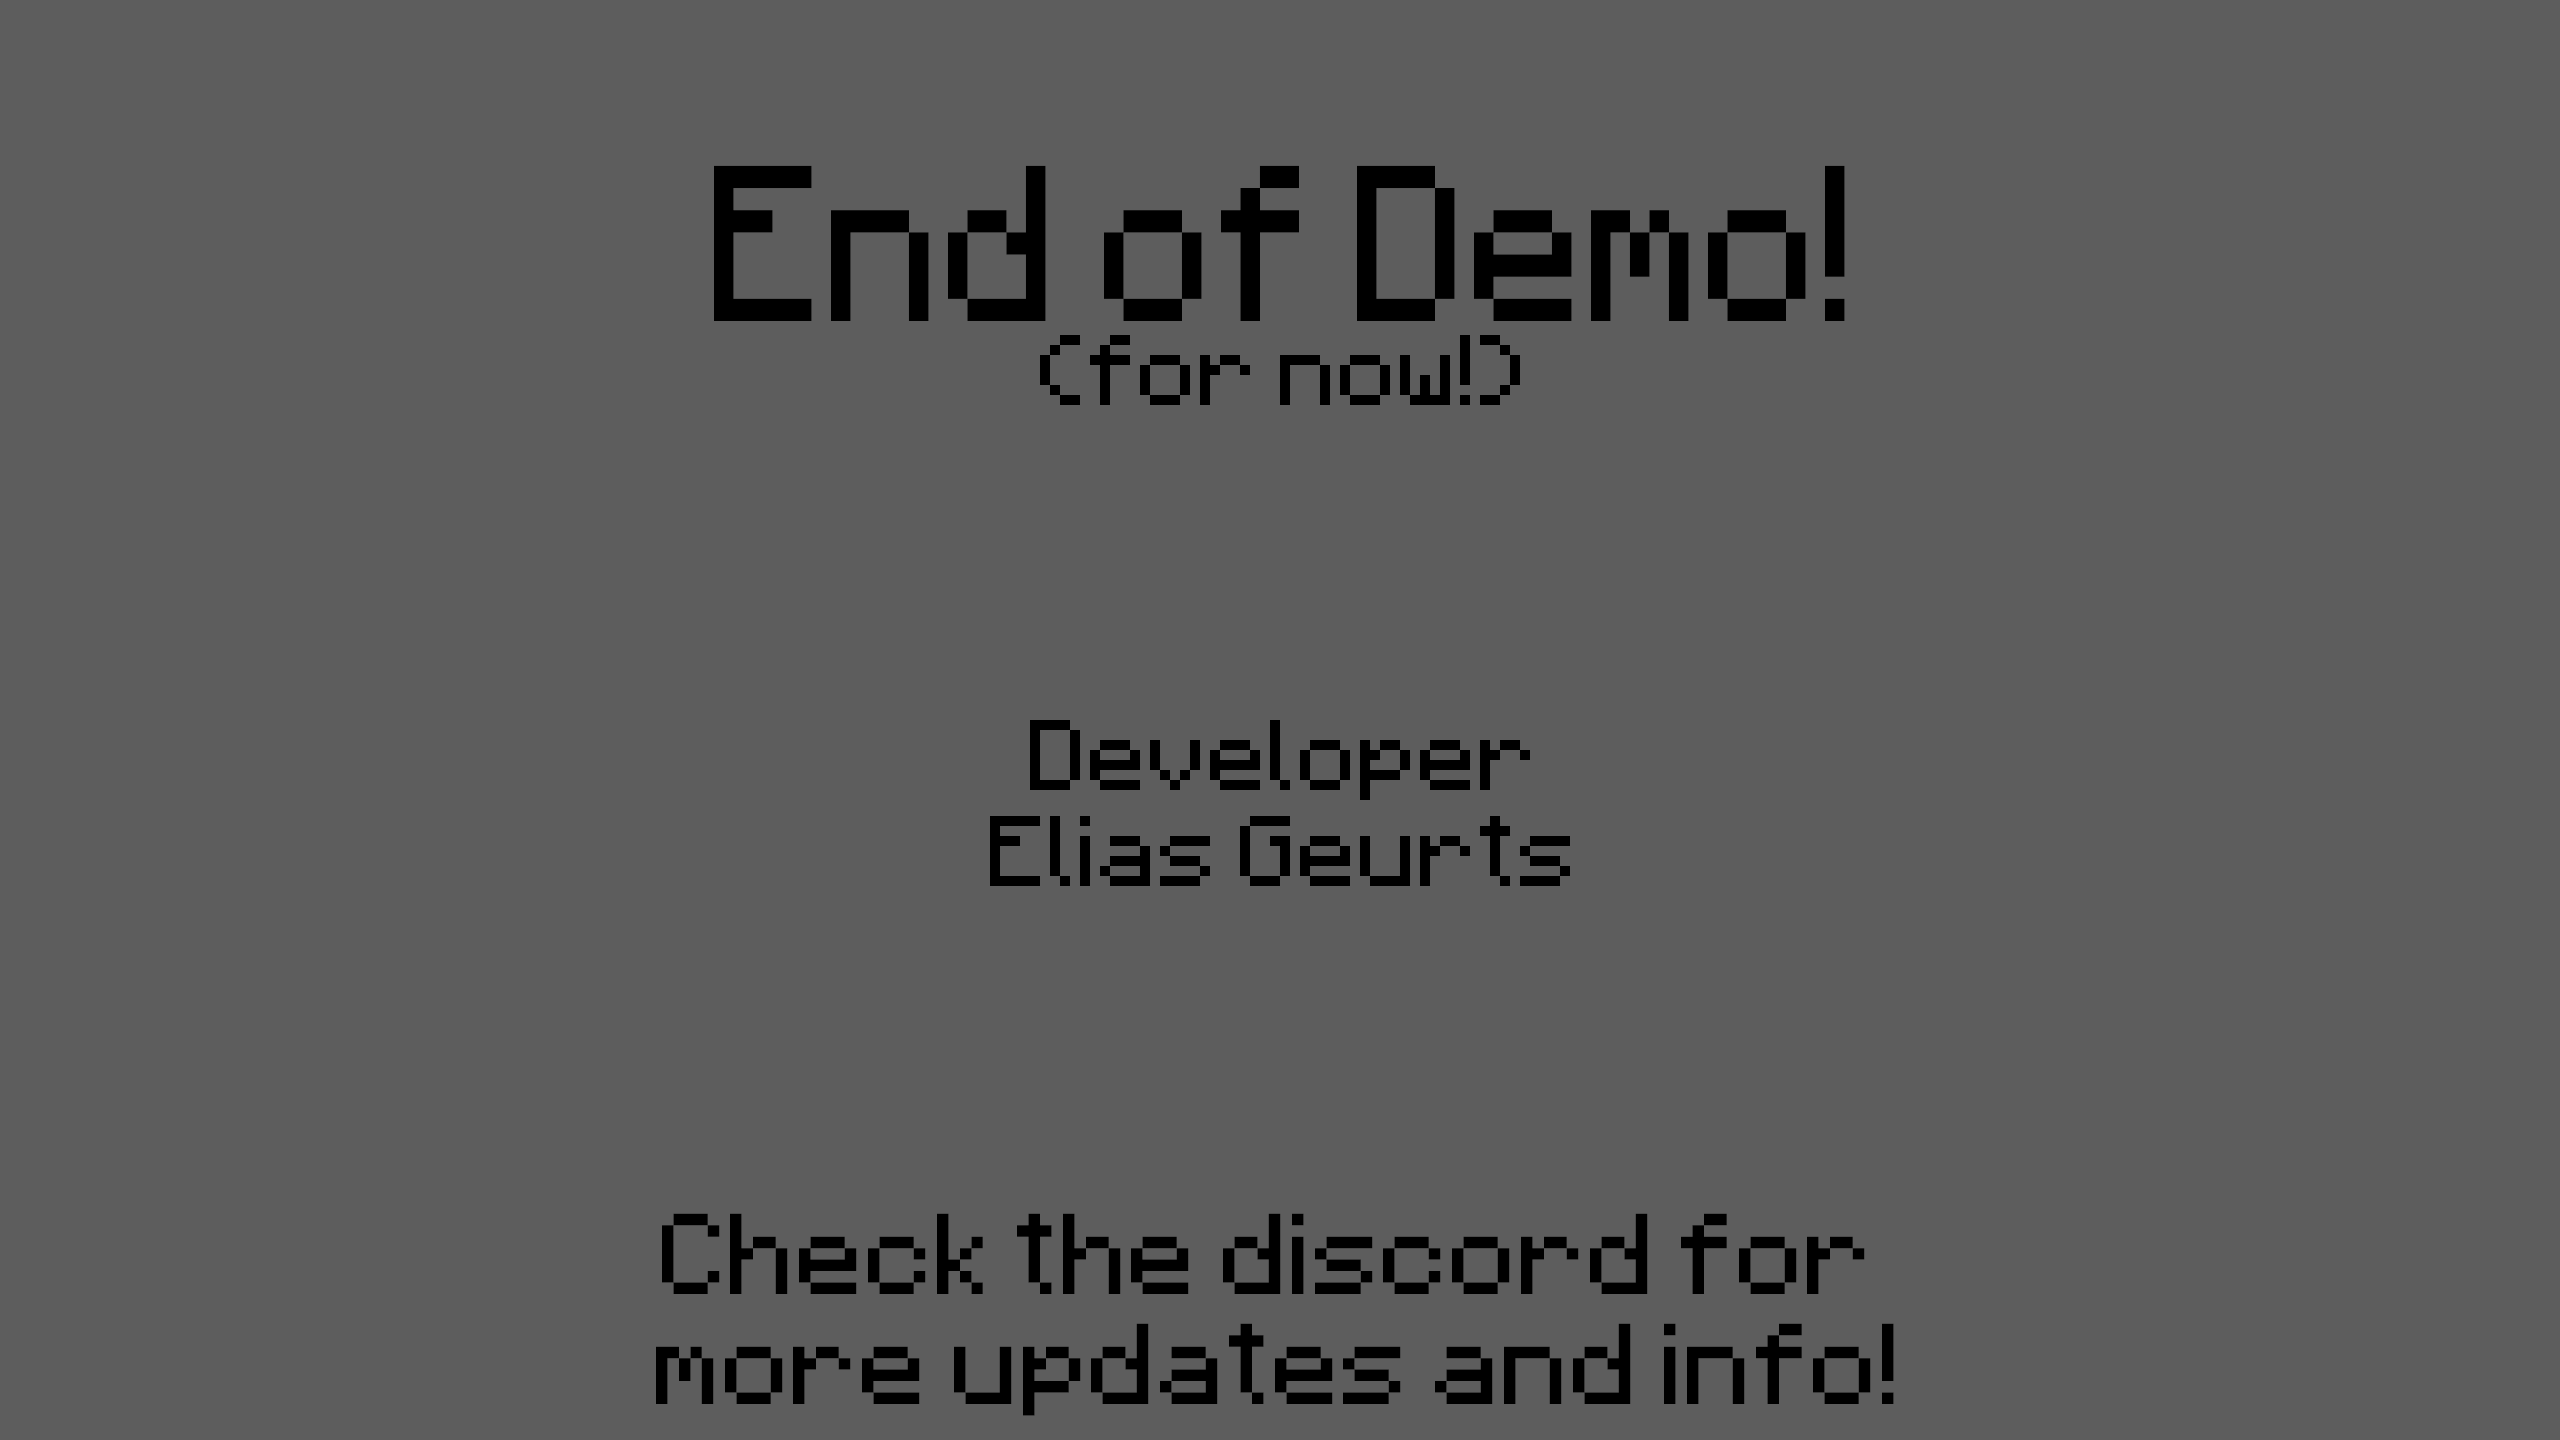 End of Demo!
(for now!)
Developer
Elias Geurts
Check the discord for
more updates and info!